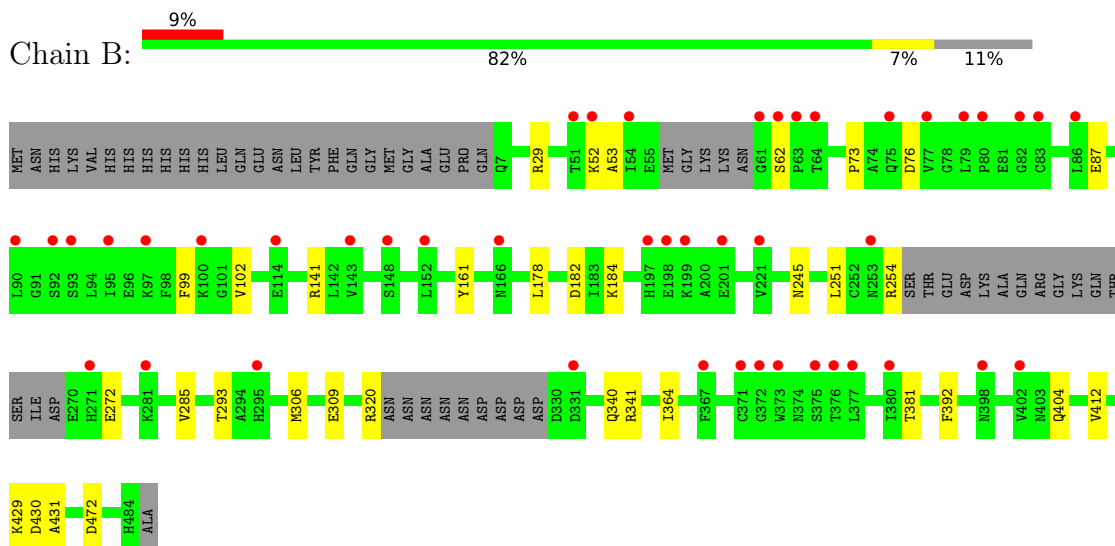 9%
Chain B:
82% 7% 11%
MET ASN HIS LYS VAL HIS HIS HIS HIS HIS HIS LEU GLN GLU ASN LEU TYR PHE GLN GLY MET GLY ALA GLU PRO GLN Q7 R29 T51 K52 A53 I54 E55 MET GLY LYS LYS ASN G61 S62 P63 T64 P73 A74 Q75 D76 V77 G78 L79 P80 E81 G82 C83 L86 E87
L90 G91 S92 S93 L94 I95 E96 K97 F98 F99 K100 G101 V102 E114 R141 L142 V143 S148 L152 Y161 N166 L178 D182 I183 K184 H197 E198 K199 A200 E201 V221 N245 L251 C252 N253 R254 SER THR GLU ASP LYS ALA GLN ARG GLY LYS GLN THR
SER ILE ASP E270 H271 E272 K281 V285 T293 A294 H295 M306 E309 R320 ASN ASN ASN ASN ASN ASP ASP ASP ASP D330 D331 Q340 R341 I364 F367 C371 G372 W373 N374 S375 T376 L377 I380 T381 F392 N398 V402 N403 Q404 V412
K429 D430 A431 D472 H484 ALA